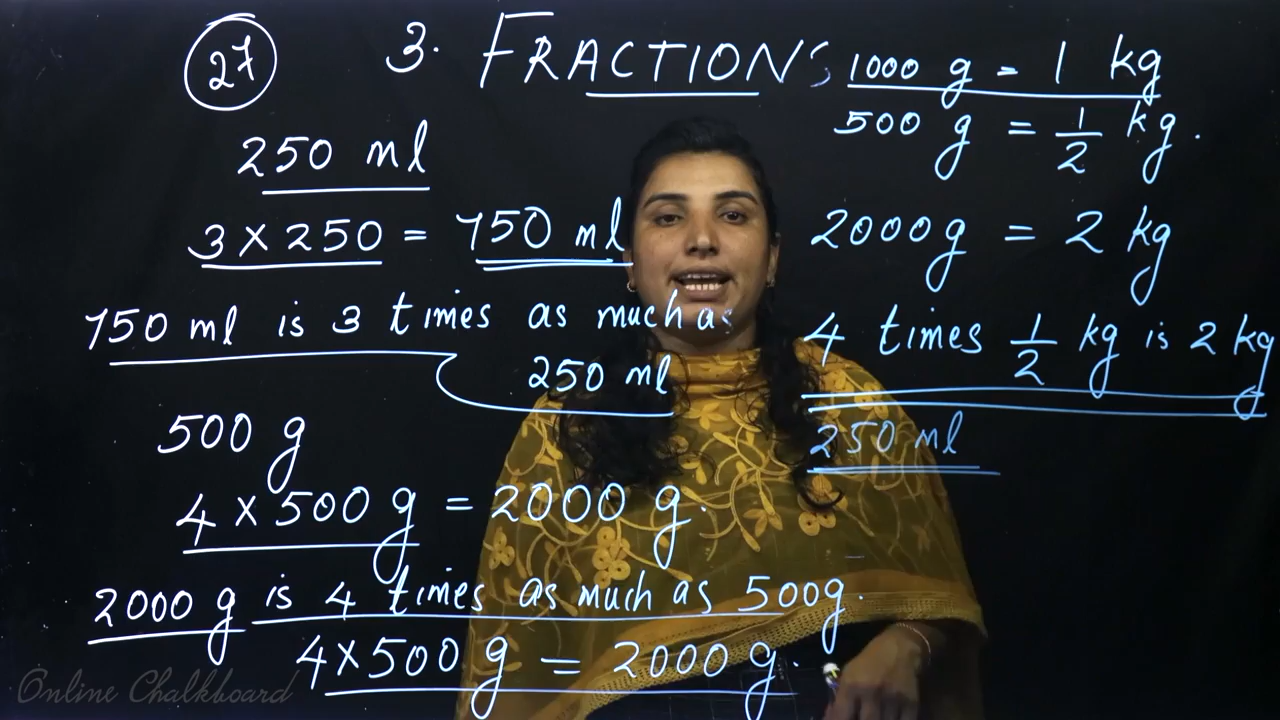 27
3. FRACTIONS
250 ml
3 × 250 = 750 ml
750 ml is 3 times as much as
250 ml
500 g
4 × 500 g = 2000 g.
2000 g is 4 times as much as 500g.
4 × 500 g = 2000 g.
1000 g = 1 kg
500 g = 1/2 kg.
2000g = 2 kg
4 times 1/2 kg is 2 kg
250 ml
Online Chalkboard